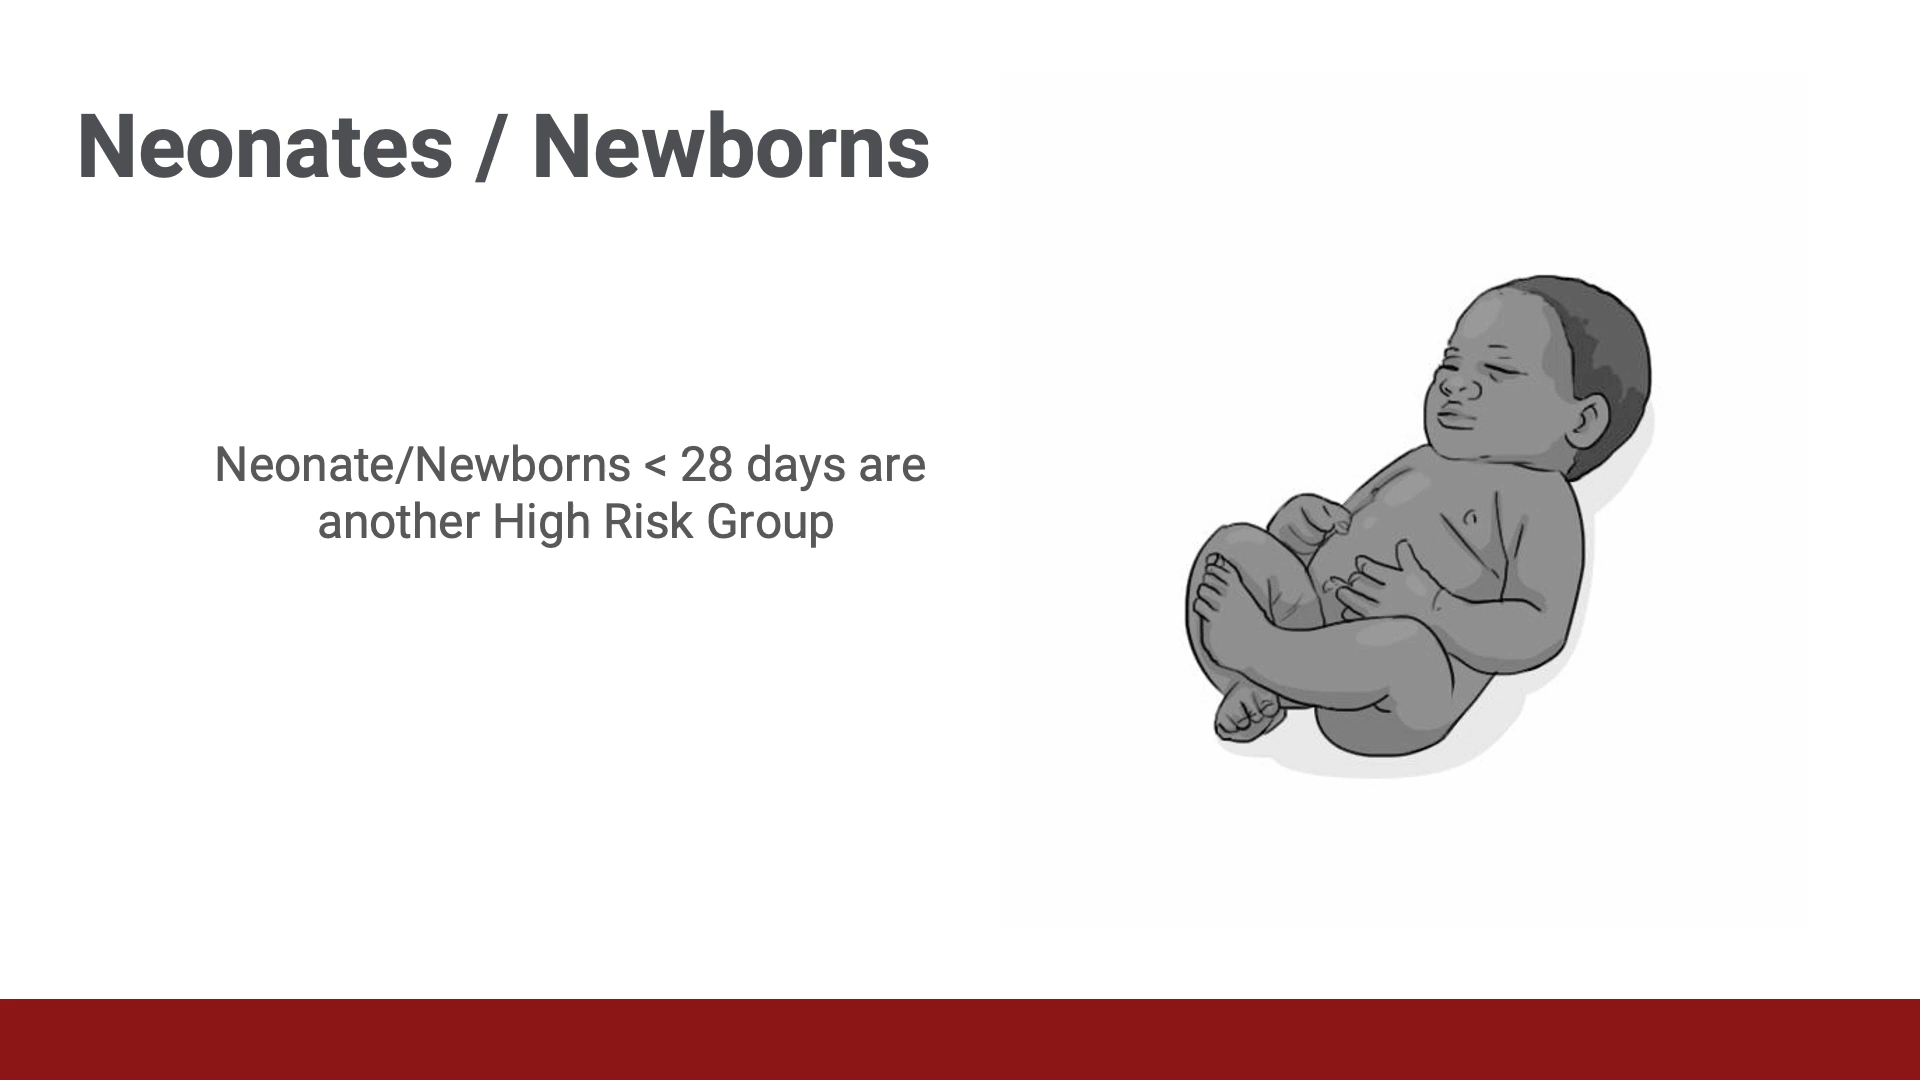 Neonates / Newborns
Neonate/Newborns < 28 days are
another High Risk Group